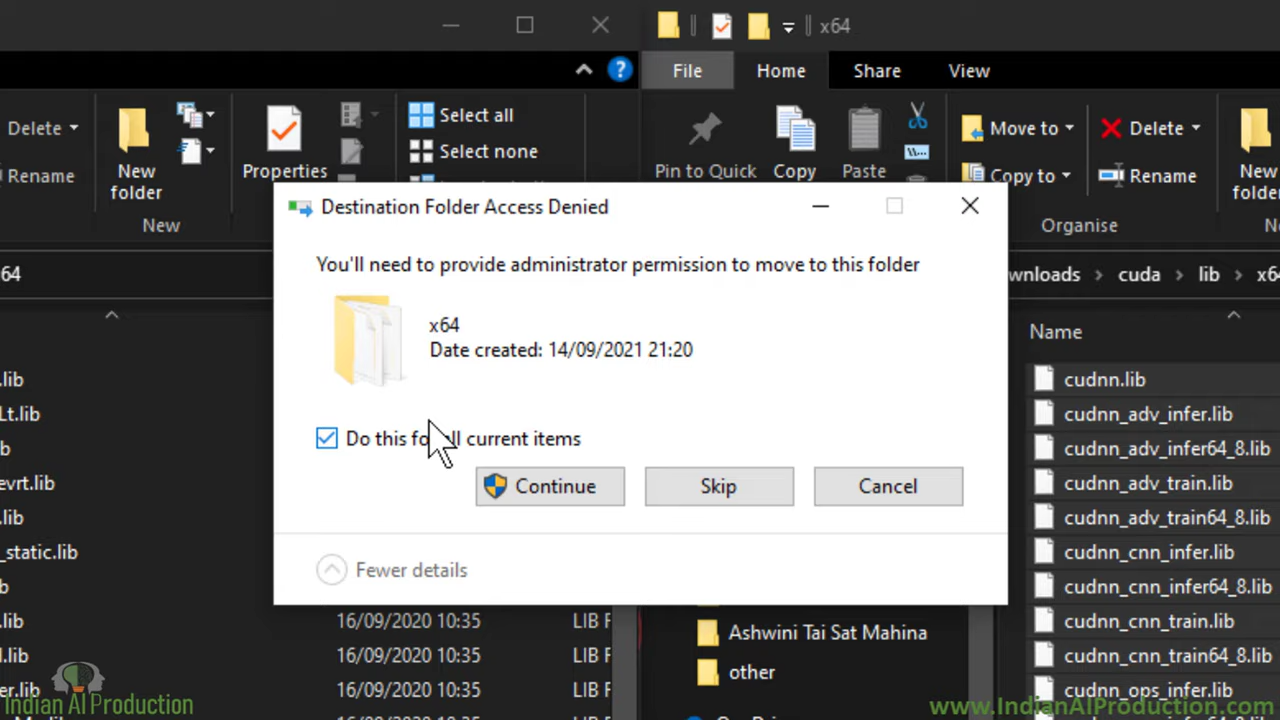 x64
File
Home
Share
View
Delete
Rename
New
folder
Properties
Select all
Select none
Pin to Quick
Copy
Paste
Move to
Copy to
Delete
Rename
New
folder
New
Organise
64
wnloads > cuda > lib > x6
Destination Folder Access Denied
You'll need to provide administrator permission to move to this folder
x64
Date created: 14/09/2021 21:20
Do this for all current items
Continue
Skip
Cancel
Fewer details
.lib
Lt.lib
b
evrt.lib
.lib
_static.lib
b
.lib
16/09/2020 10:35
LIB F
.lib
16/09/2020 10:35
LIB F
er.lib
16/09/2020 10:35
LIB F
Ashwini Tai Sat Mahina
other
Name
cudnn.lib
cudnn_adv_infer.lib
cudnn_adv_infer64_8.lib
cudnn_adv_train.lib
cudnn_adv_train64_8.lib
cudnn_cnn_infer.lib
cudnn_cnn_infer64_8.lib
cudnn_cnn_train.lib
cudnn_cnn_train64_8.lib
cudnn_ops_infer.lib
Indian AI Production
www.IndianAIProduction.com